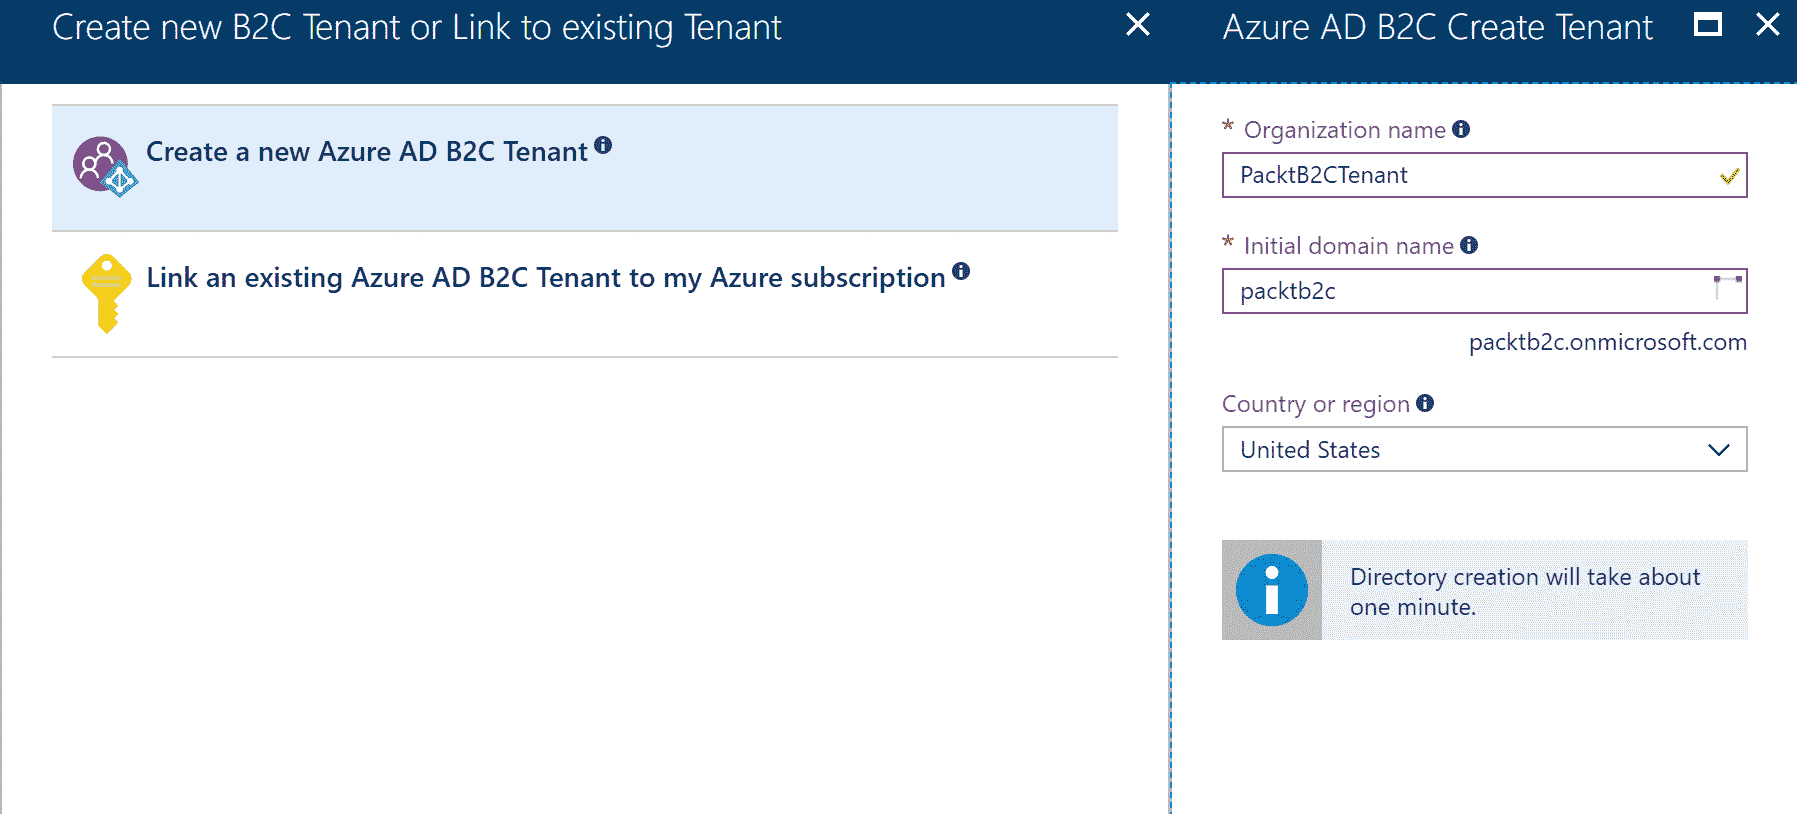 Create new B2C Tenant or Link to existing Tenant
Create a new Azure AD B2C Tenant
Link an existing Azure AD B2C Tenant to my Azure subscription
Azure AD B2C Create Tenant
* Organization name
PacktB2CTenant
* Initial domain name
packtb2c
packtb2c.onmicrosoft.com
Country or region
United States
Directory creation will take about
one minute.